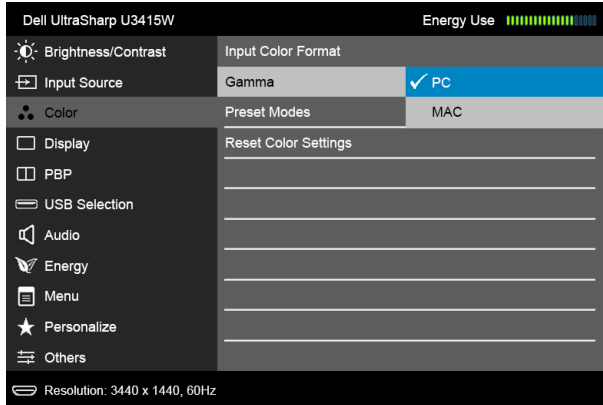 Dell UltraSharp U3415W Energy Use
Brightness/Contrast Input Color Format
Input Source Gamma PC
Color Preset Modes MAC
Display Reset Color Settings
PBP
USB Selection
Audio
Energy
Menu
Personalize
Others
Resolution: 3440 x 1440, 60Hz